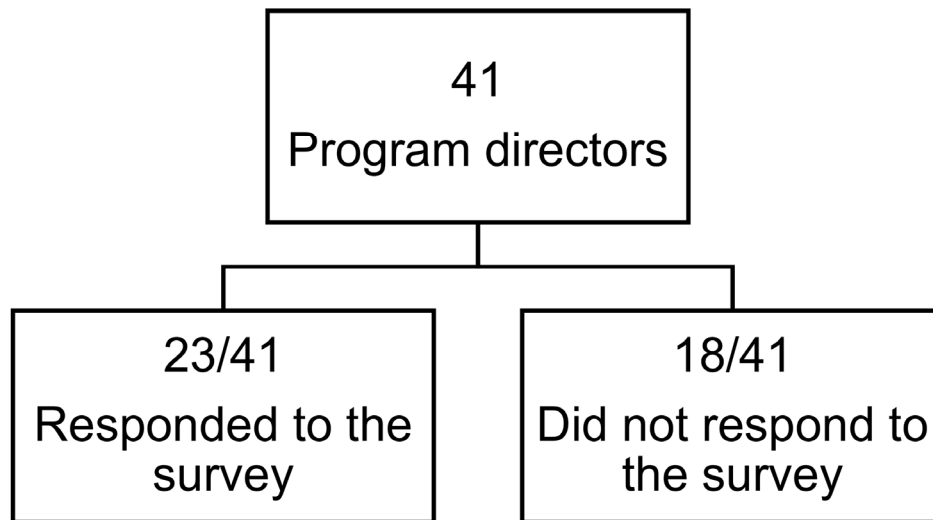 41
Program directors
23/41
Responded to the
survey
18/41
Did not respond to
the survey